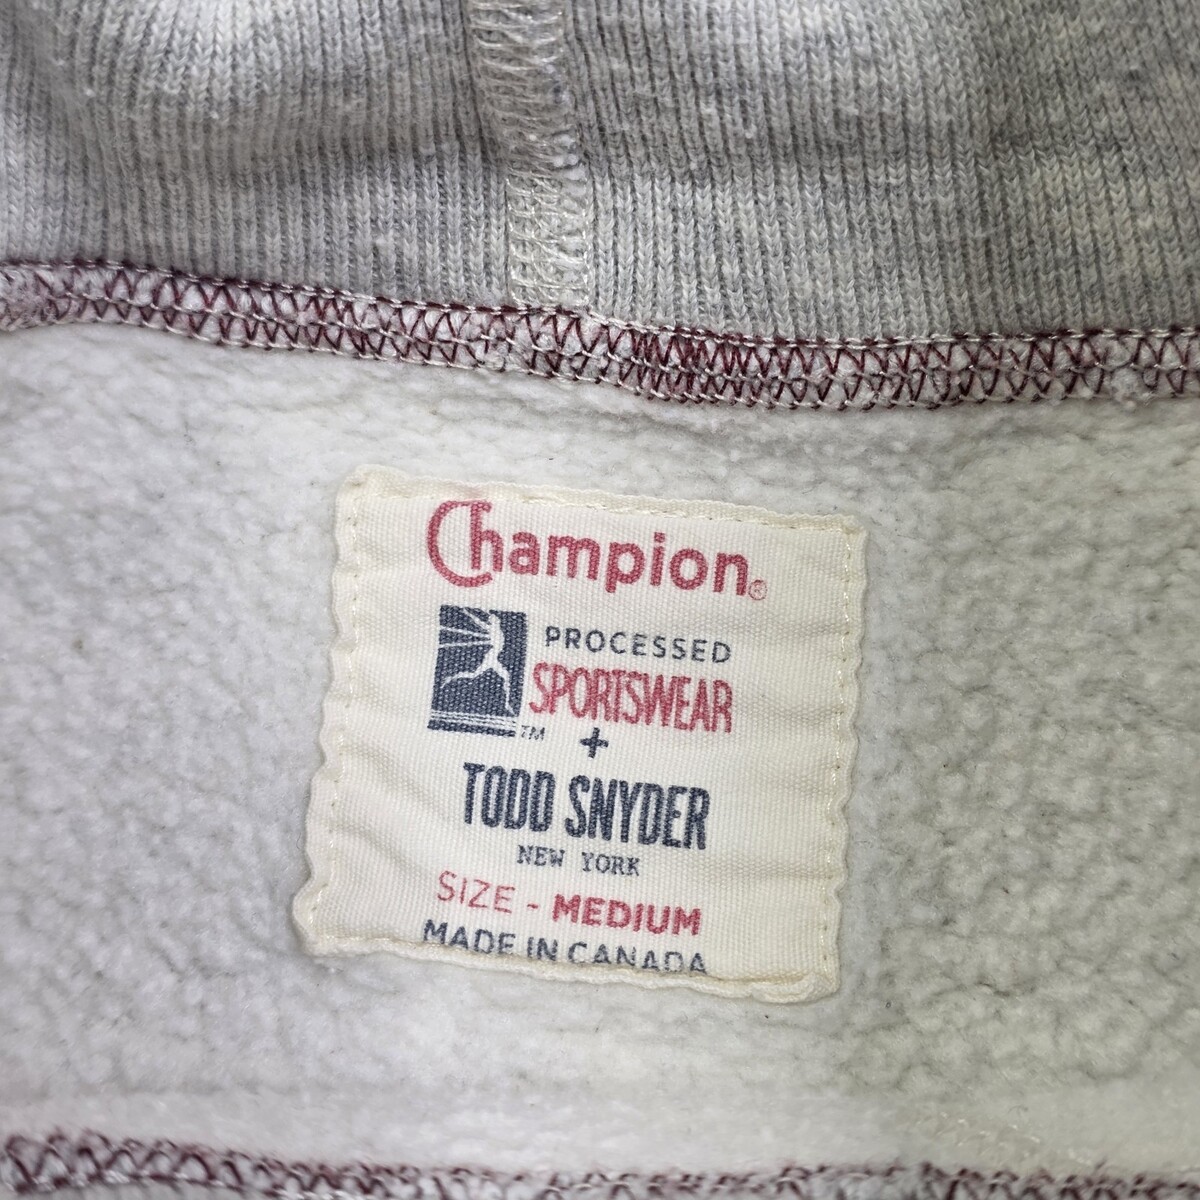 Champion®
PROCESSED
SPORTSWEAR
™
+
TODD SNYDER
NEW YORK
SIZE - MEDIUM
MADE IN CANADA